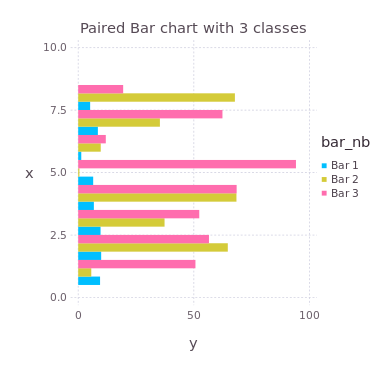 Paired Bar chart with 3 classes
10.0
7.5
5.0
2.5
0.0
x
0
50
100
y
bar_nb
Bar 1
Bar 2
Bar 3